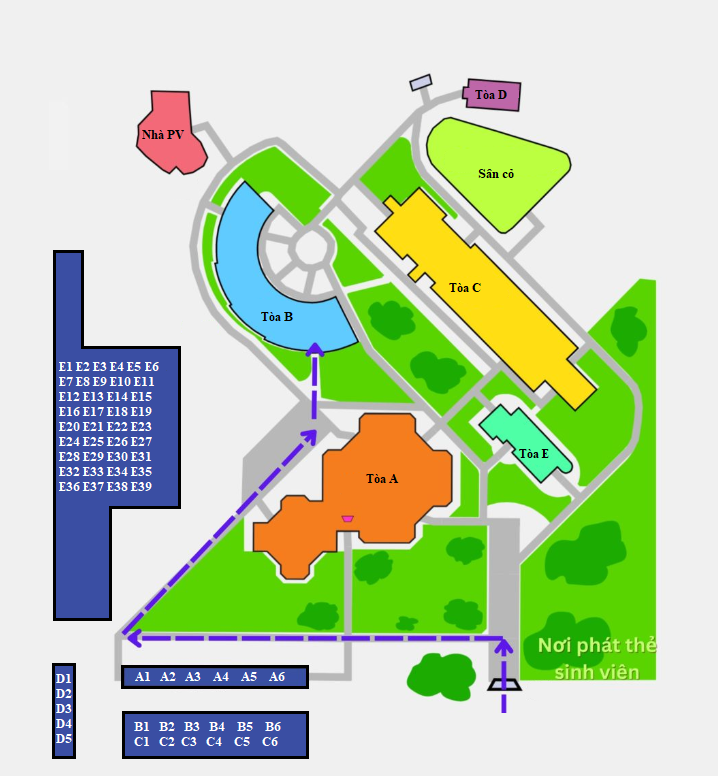 Tòa D
Nhà PV
Sân cỏ
Tòa C
Tòa B
E1 E2 E3 E4 E5 E6
E7 E8 E9 E10 E11
E12 E13 E14 E15
E16 E17 E18 E19
E20 E21 E22 E23
E24 E25 E26 E27
E28 E29 E30 E31
E32 E33 E34 E35
E36 E37 E38 E39
Tòa E
Tòa A
Nơi phát thẻ
sinh viên
D1
D2
D3
D4
D5
A1 A2 A3 A4 A5 A6
B1 B2 B3 B4 B5 B6
C1 C2 C3 C4 C5 C6